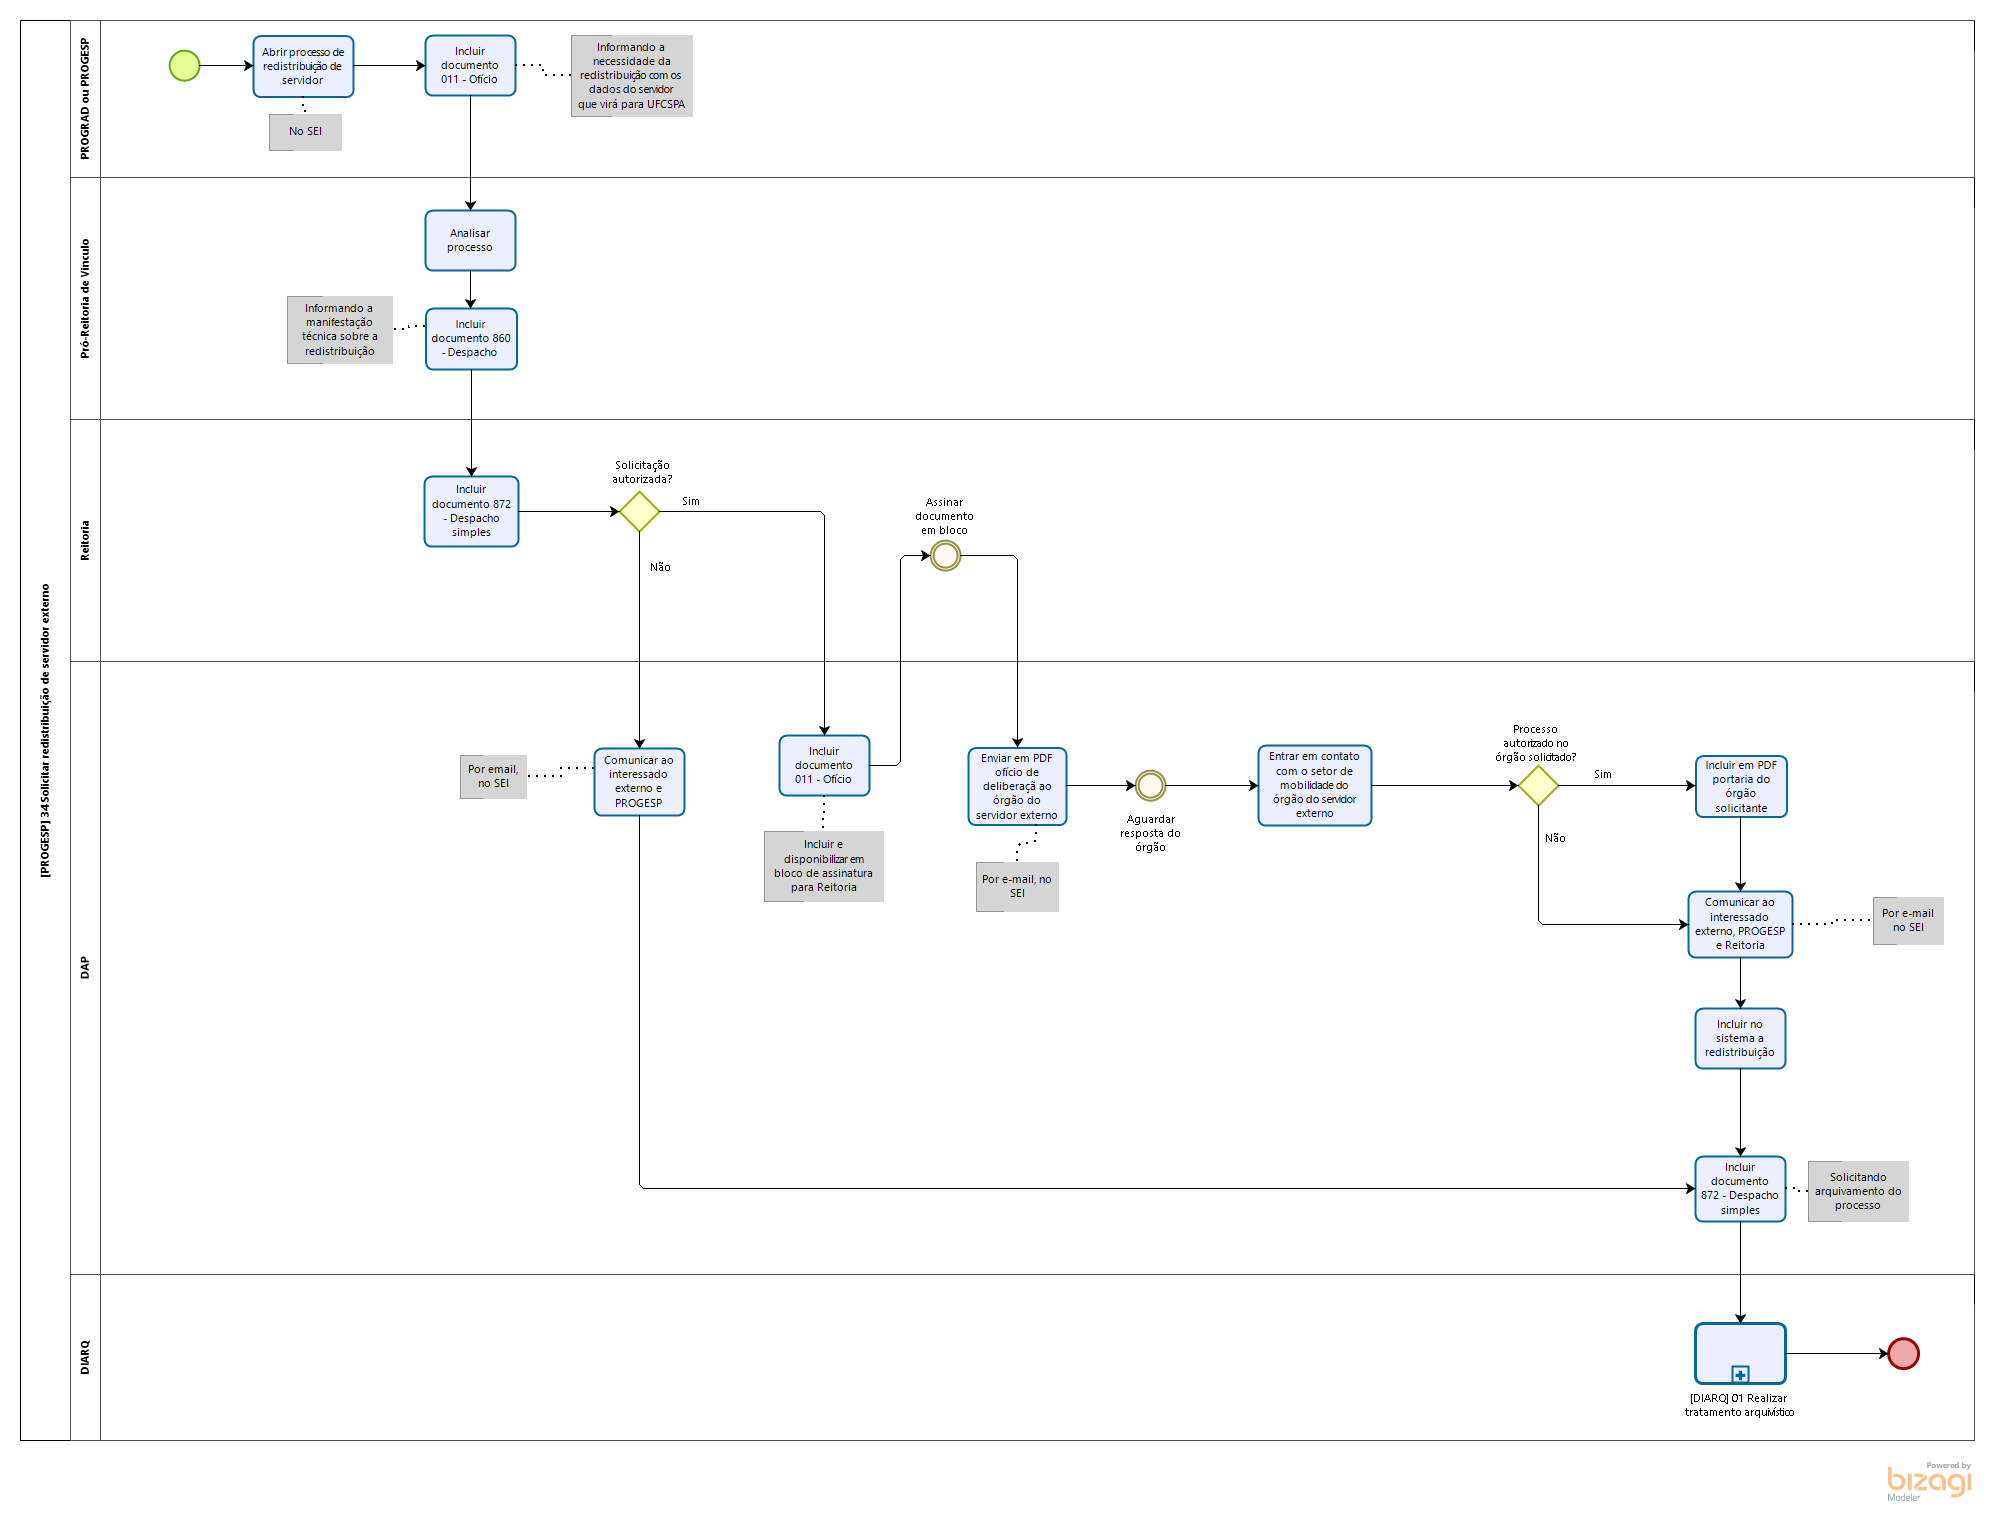 [PROGESP] 34 Solicitar redistribuição de servidor externo
PROGRAD ou PROGESP
Abrir processo de
redistribuição de
servidor
No SEI
Incluir
documento
011 - Ofício
Informando a
necessidade da
redistribuição com os
dados do servidor
que virá para UFCSPA
Pró-Reitoria de Vinculo
Analisar
processo
Informando a
manifestação
técnica sobre a
redistribuição
Incluir
documento 860
- Despacho
Reitoria
Incluir
documento 872
- Despacho
simples
Solicitação
autorizada?
Sim
Não
Assinar
documento
em bloco
DAP
Por email,
no SEI
Comunicar ao
interessado
externo e
PROGESP
Incluir
documento
011 - Ofício
Incluir e
disponibilizar em
bloco de assinatura
para Reitoria
Enviar em PDF
ofício de
deliberaçã ao
órgão do
servidor externo
Por e-mail, no
SEI
Aguardar
resposta do
órgão
Entrar em contato
com o setor de
mobilidade do
órgão do servidor
externo
Processo
autorizado no
órgão solicitado?
Sim
Não
Incluir em PDF
portaria do
órgão
solicitante
Comunicar ao
interessado
externo, PROGESP
e Reitoria
Por e-mail
no SEI
Incluir no
sistema a
redistribuição
Incluir
documento
872 - Despacho
simples
Solicitando
arquivamento do
processo
DIARQ
[DIARQ] 01 Realizar
tratamento arquivístico
Powered by
bizagi
Modeler